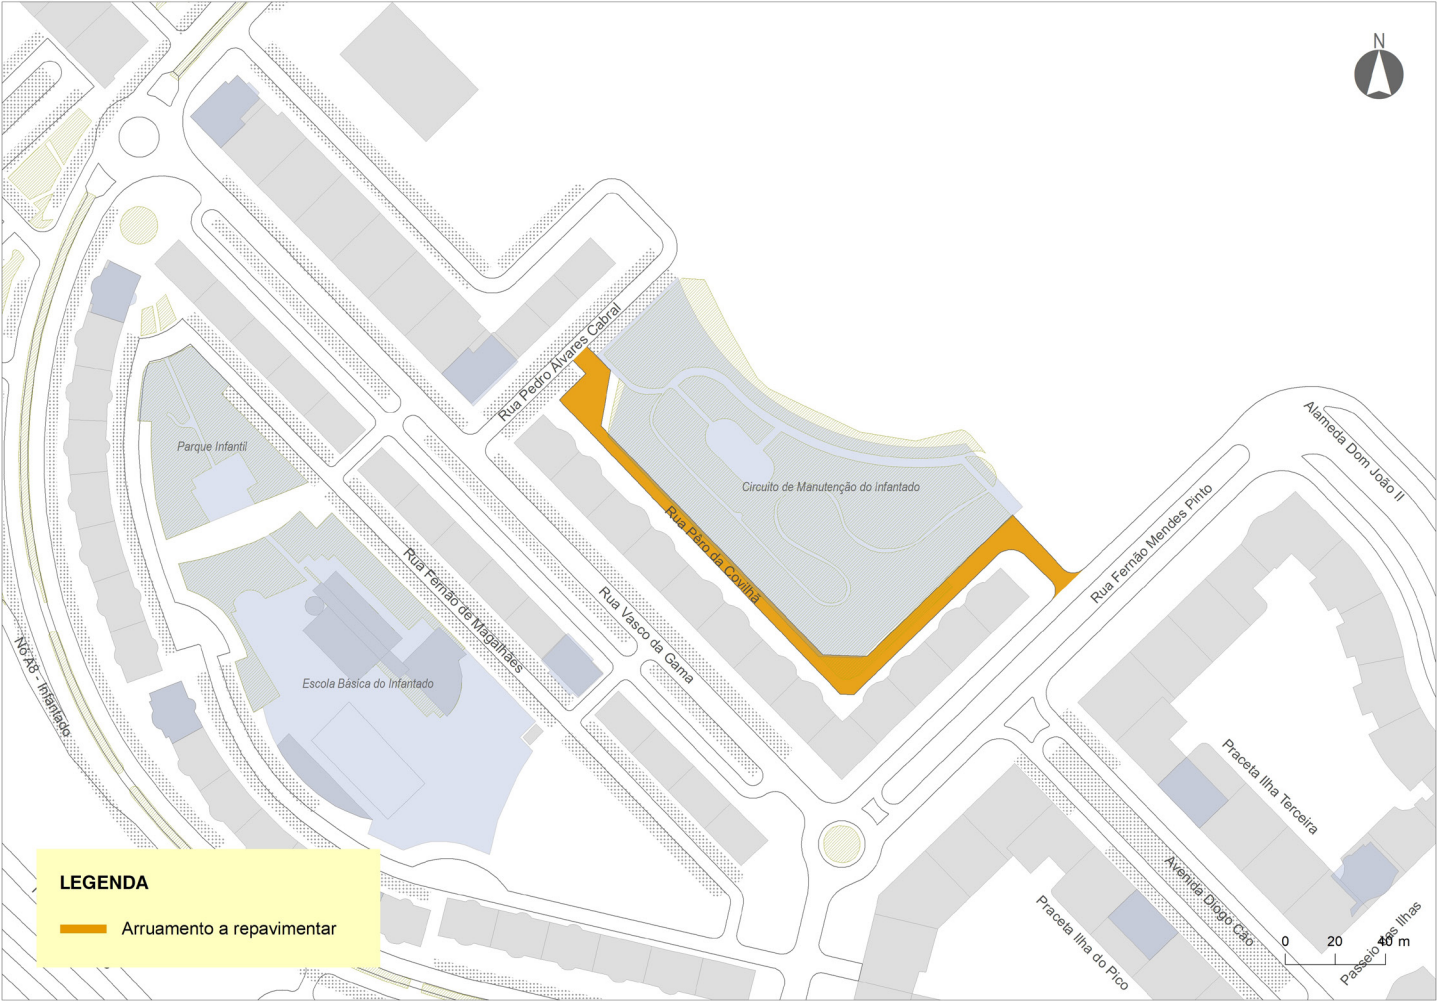 N
Rua Pedro Álvares Cabral
Alameda Dom João II
Parque Infantil
Circuito de Manutenção do Infantado
Rua Fernão Mendes Pinto
Rua Pêro da Covilhã
Rua Fernão de Magalhães
Rua Vasco da Gama
Escola Básica do Infantado
Nó A8 - Infantado
Praceta Ilha Terceira
Avenida Diogo Cão
Praceta Ilha do Pico
Passeio das Ilhas
LEGENDA
Arruamento a repavimentar
0 20 40 m